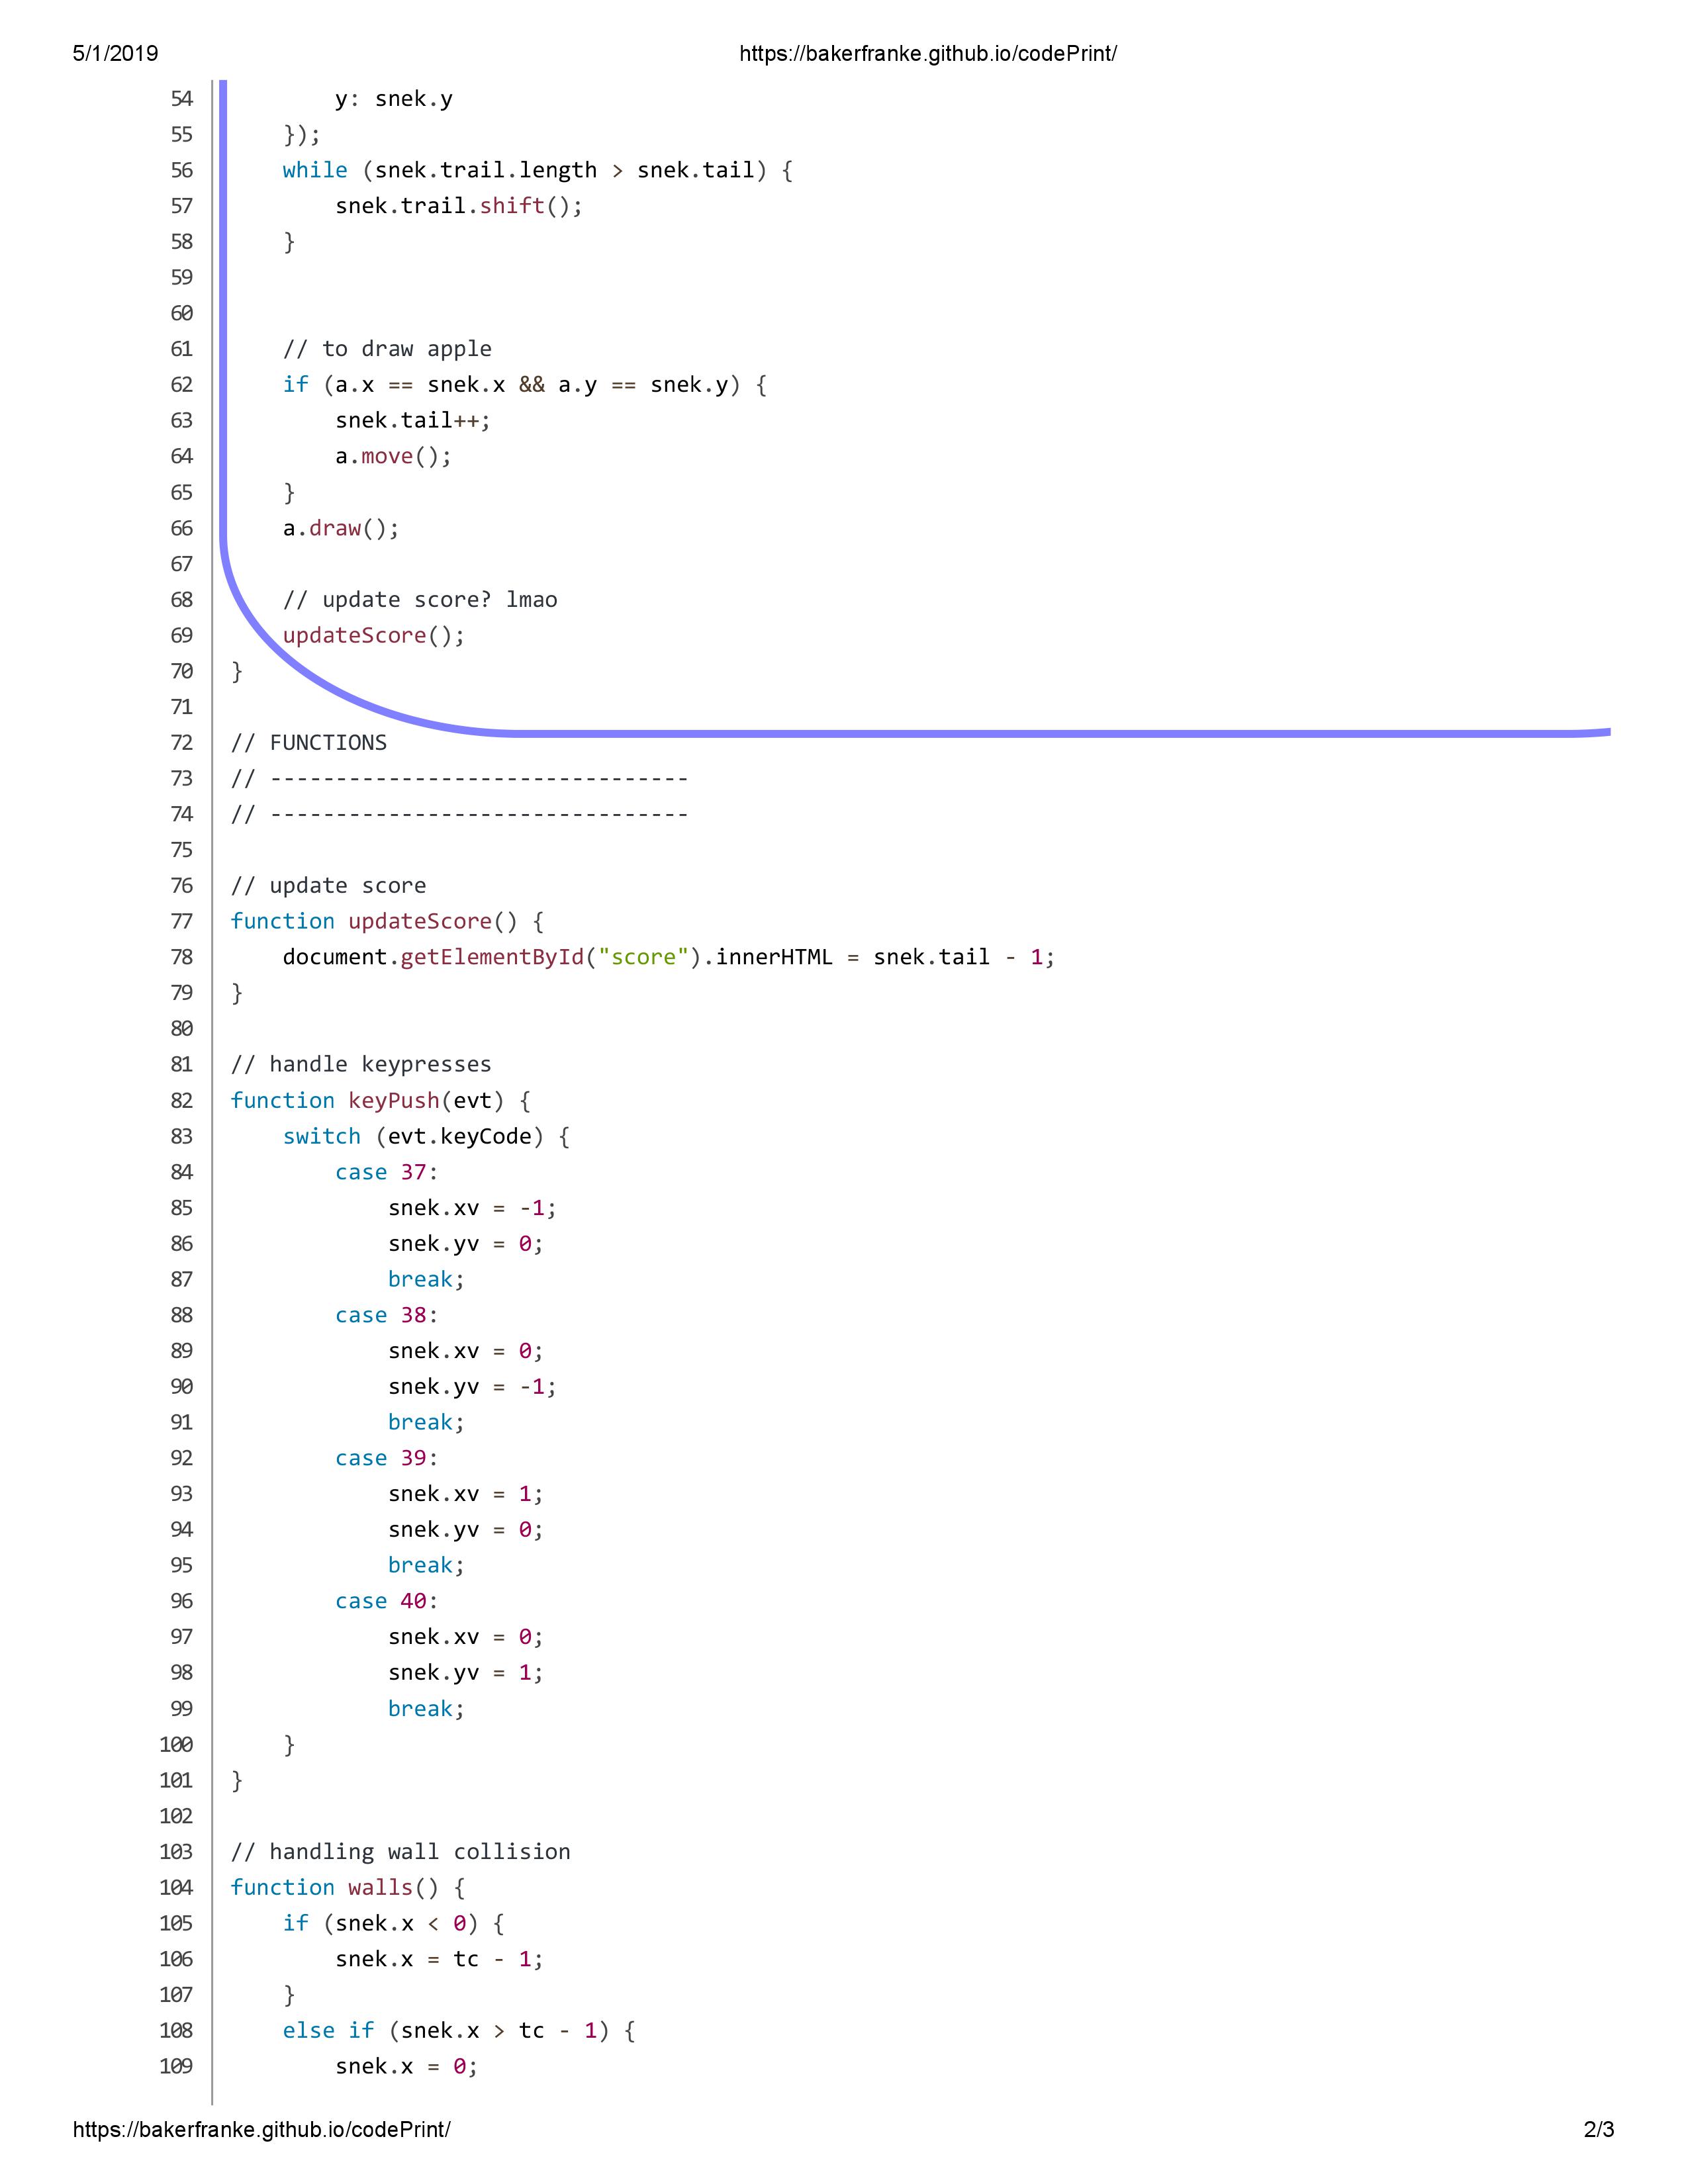 5/1/2019 https://bakerfranke.github.io/codePrint/
54         y: snek.y
55     });
56     while (snek.trail.length > snek.tail) {
57         snek.trail.shift();
58     }
59
60
61     // to draw apple
62     if (a.x == snek.x && a.y == snek.y) {
63         snek.tail++;
64         a.move();
65     }
66     a.draw();
67
68     // update score? lmao
69     updateScore();
70 }
71
72 // FUNCTIONS
73 // --------------------------------
74 // --------------------------------
75
76 // update score
77 function updateScore() {
78     document.getElementById("score").innerHTML = snek.tail - 1;
79 }
80
81 // handle keypresses
82 function keyPush(evt) {
83     switch (evt.keyCode) {
84         case 37:
85             snek.xv = -1;
86             snek.yv = 0;
87             break;
88         case 38:
89             snek.xv = 0;
90             snek.yv = -1;
91             break;
92         case 39:
93             snek.xv = 1;
94             snek.yv = 0;
95             break;
96         case 40:
97             snek.xv = 0;
98             snek.yv = 1;
99             break;
100     }
101 }
102
103 // handling wall collision
104 function walls() {
105     if (snek.x < 0) {
106         snek.x = tc - 1;
107     }
108     else if (snek.x > tc - 1) {
109         snek.x = 0;
https://bakerfranke.github.io/codePrint/ 2/3